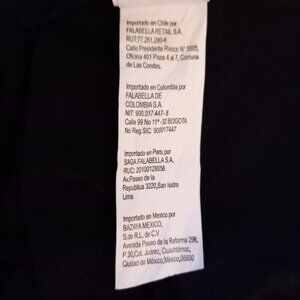 Importado en Chile por
FALABELLA RETAIL S.A.
RUT:77.261.280-K
Calle Presidente Riesco N° 5685,
Oficina 401 Pisos 4 al 7, Comuna
de Las Condes.
Importado en Colombia por
FALABELLA DE
COLOMBIA S.A.
NIT: 900.017.447-8
Calle 99 No 11ª-32 BOGOTA
No Reg.SIC: 900017447
Importado en Peru por
SAGA FALABELLA S.A.
RUC: 20100128056
Av.Paseo de la
Republica 3220,San Isidro
Lima
Importado en Mexico por
BAZAYA MEXICO,
S.de R.L. de C.V
Avenida Paseo de la Reforma 296,
P 30,Col. Juárez, Cuauhtémoc,
Ciudad de México,México,06600